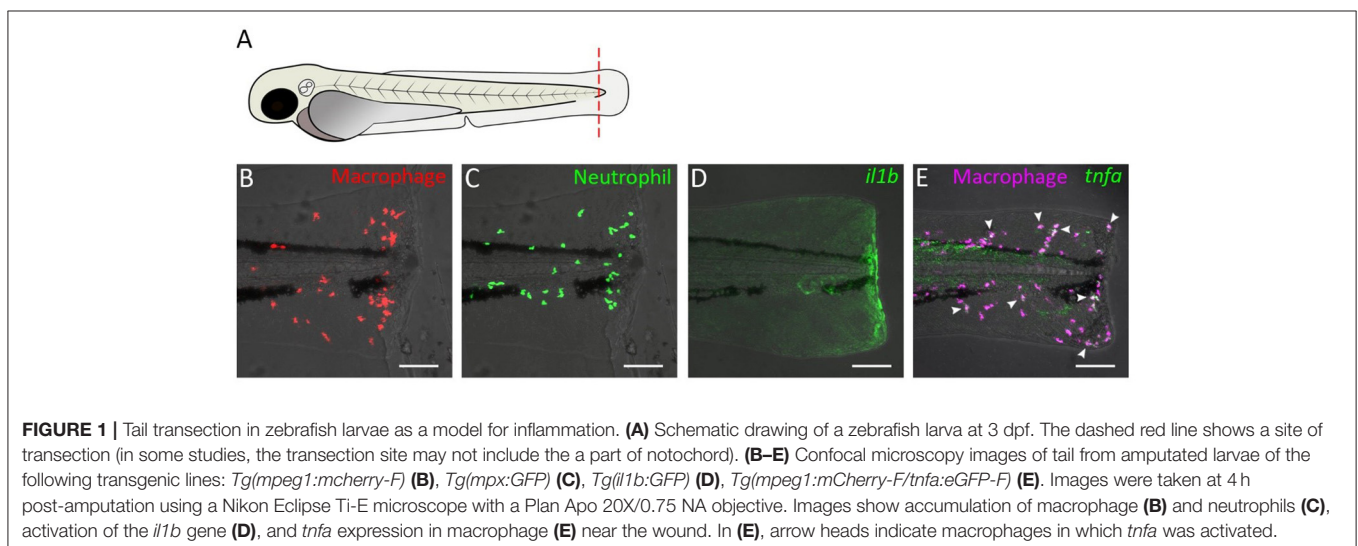 A
B Macrophage
C Neutrophil
D il1b
E Macrophage tnfa
FIGURE 1 | Tail transection in zebrafish larvae as a model for inflammation. (A) Schematic drawing of a zebrafish larva at 3 dpf. The dashed red line shows a site of
transection (in some studies, the transection site may not include the a part of notochord). (B–E) Confocal microscopy images of tail from amputated larvae of the
following transgenic lines: Tg(mpeg1:mcherry-F) (B), Tg(mpx:GFP) (C), Tg(il1b:GFP) (D), Tg(mpeg1:mCherry-F/tnfa:eGFP-F) (E). Images were taken at 4 h
post-amputation using a Nikon Eclipse Ti-E microscope with a Plan Apo 20X/0.75 NA objective. Images show accumulation of macrophage (B) and neutrophils (C),
activation of the il1b gene (D), and tnfa expression in macrophage (E) near the wound. In (E), arrow heads indicate macrophages in which tnfa was activated.